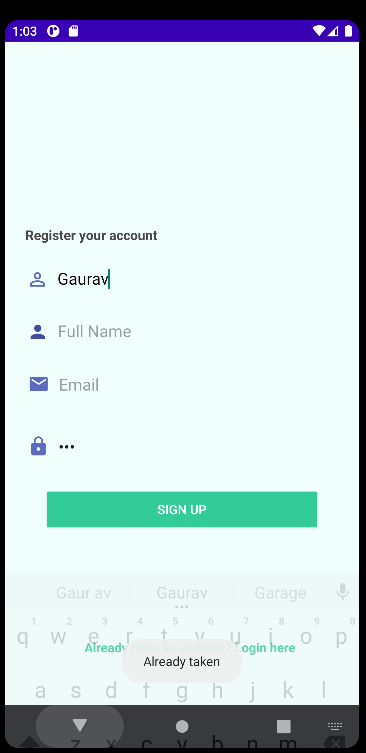 1:03
Register your account
Gaurav
Full Name
Email
•••
SIGN UP
Gaur av Gaurav Garage
1 2 3 4 5 6 7 8 9 0
q w e r t y u i o p
Already have an account? Login here
Already taken
a s d f g h j k l
z x c v b n m